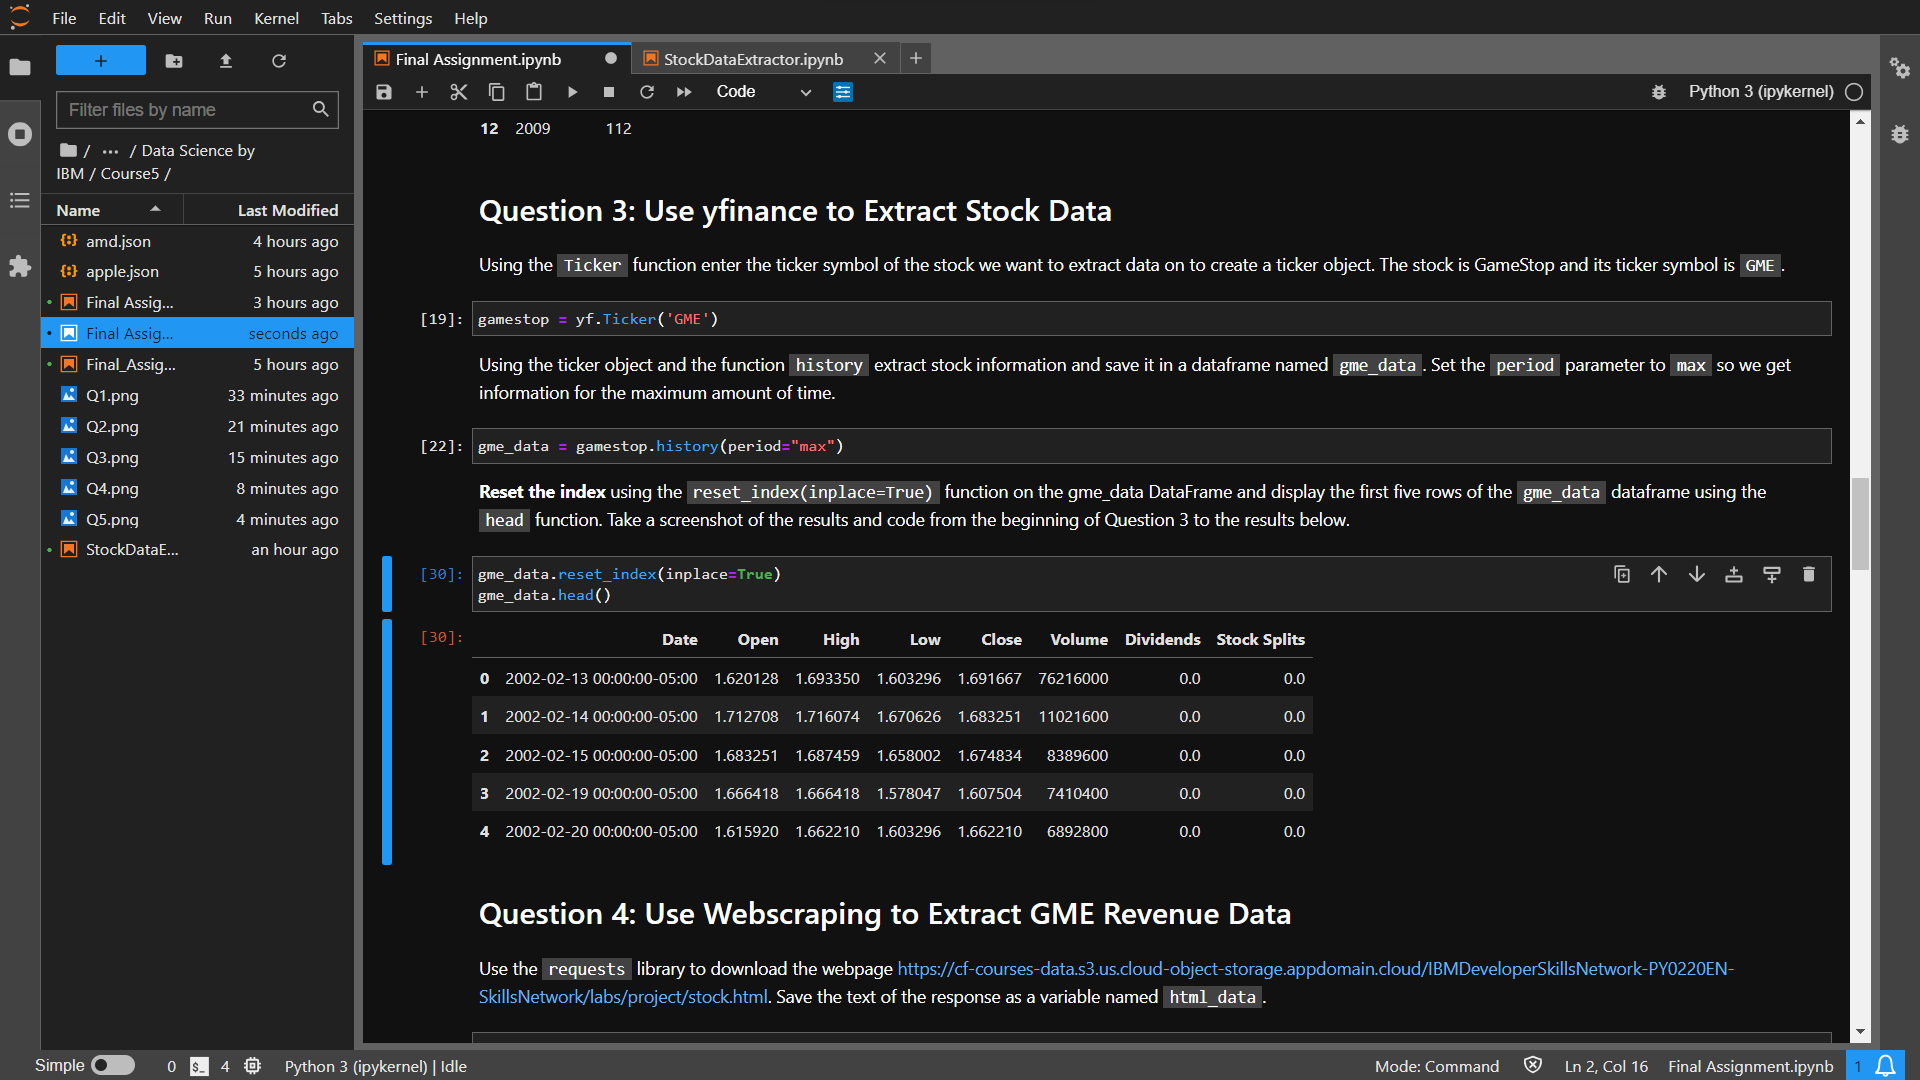 File Edit View Run Kernel Tabs Settings Help
Final Assignment.ipynb
StockDataExtractor.ipynb
Code
Python 3 (ipykernel)
Filter files by name
/ ... / Data Science by
IBM / Course5 /
Name Last Modified
amd.json 4 hours ago
apple.json 5 hours ago
Final Assig... 3 hours ago
Final Assig... seconds ago
Final_Assig... 5 hours ago
Q1.png 33 minutes ago
Q2.png 21 minutes ago
Q3.png 15 minutes ago
Q4.png 8 minutes ago
Q5.png 4 minutes ago
StockDataE... an hour ago
12 2009 112
Question 3: Use yfinance to Extract Stock Data
Using the Ticker function enter the ticker symbol of the stock we want to extract data on to create a ticker object. The stock is GameStop and its ticker symbol is GME.
[19]: gamestop = yf.Ticker('GME')
Using the ticker object and the function history extract stock information and save it in a dataframe named gme_data. Set the period parameter to max so we get
information for the maximum amount of time.
[22]: gme_data = gamestop.history(period="max")
Reset the index using the reset_index(inplace=True) function on the gme_data DataFrame and display the first five rows of the gme_data dataframe using the
head function. Take a screenshot of the results and code from the beginning of Question 3 to the results below.
[30]: gme_data.reset_index(inplace=True)
gme_data.head()
[30]: Date Open High Low Close Volume Dividends Stock Splits
0 2002-02-13 00:00:00-05:00 1.620128 1.693350 1.603296 1.691667 76216000 0.0 0.0
1 2002-02-14 00:00:00-05:00 1.712708 1.716074 1.670626 1.683251 11021600 0.0 0.0
2 2002-02-15 00:00:00-05:00 1.683251 1.687459 1.658002 1.674834 8389600 0.0 0.0
3 2002-02-19 00:00:00-05:00 1.666418 1.666418 1.578047 1.607504 7410400 0.0 0.0
4 2002-02-20 00:00:00-05:00 1.615920 1.662210 1.603296 1.662210 6892800 0.0 0.0
Question 4: Use Webscraping to Extract GME Revenue Data
Use the requests library to download the webpage https://cf-courses-data.s3.us.cloud-object-storage.appdomain.cloud/IBMDeveloperSkillsNetwork-PY0220EN-
SkillsNetwork/labs/project/stock.html. Save the text of the response as a variable named html_data.
Simple 0 $_ 4 Python 3 (ipykernel) | Idle Mode: Command Ln 2, Col 16 Final Assignment.ipynb 1